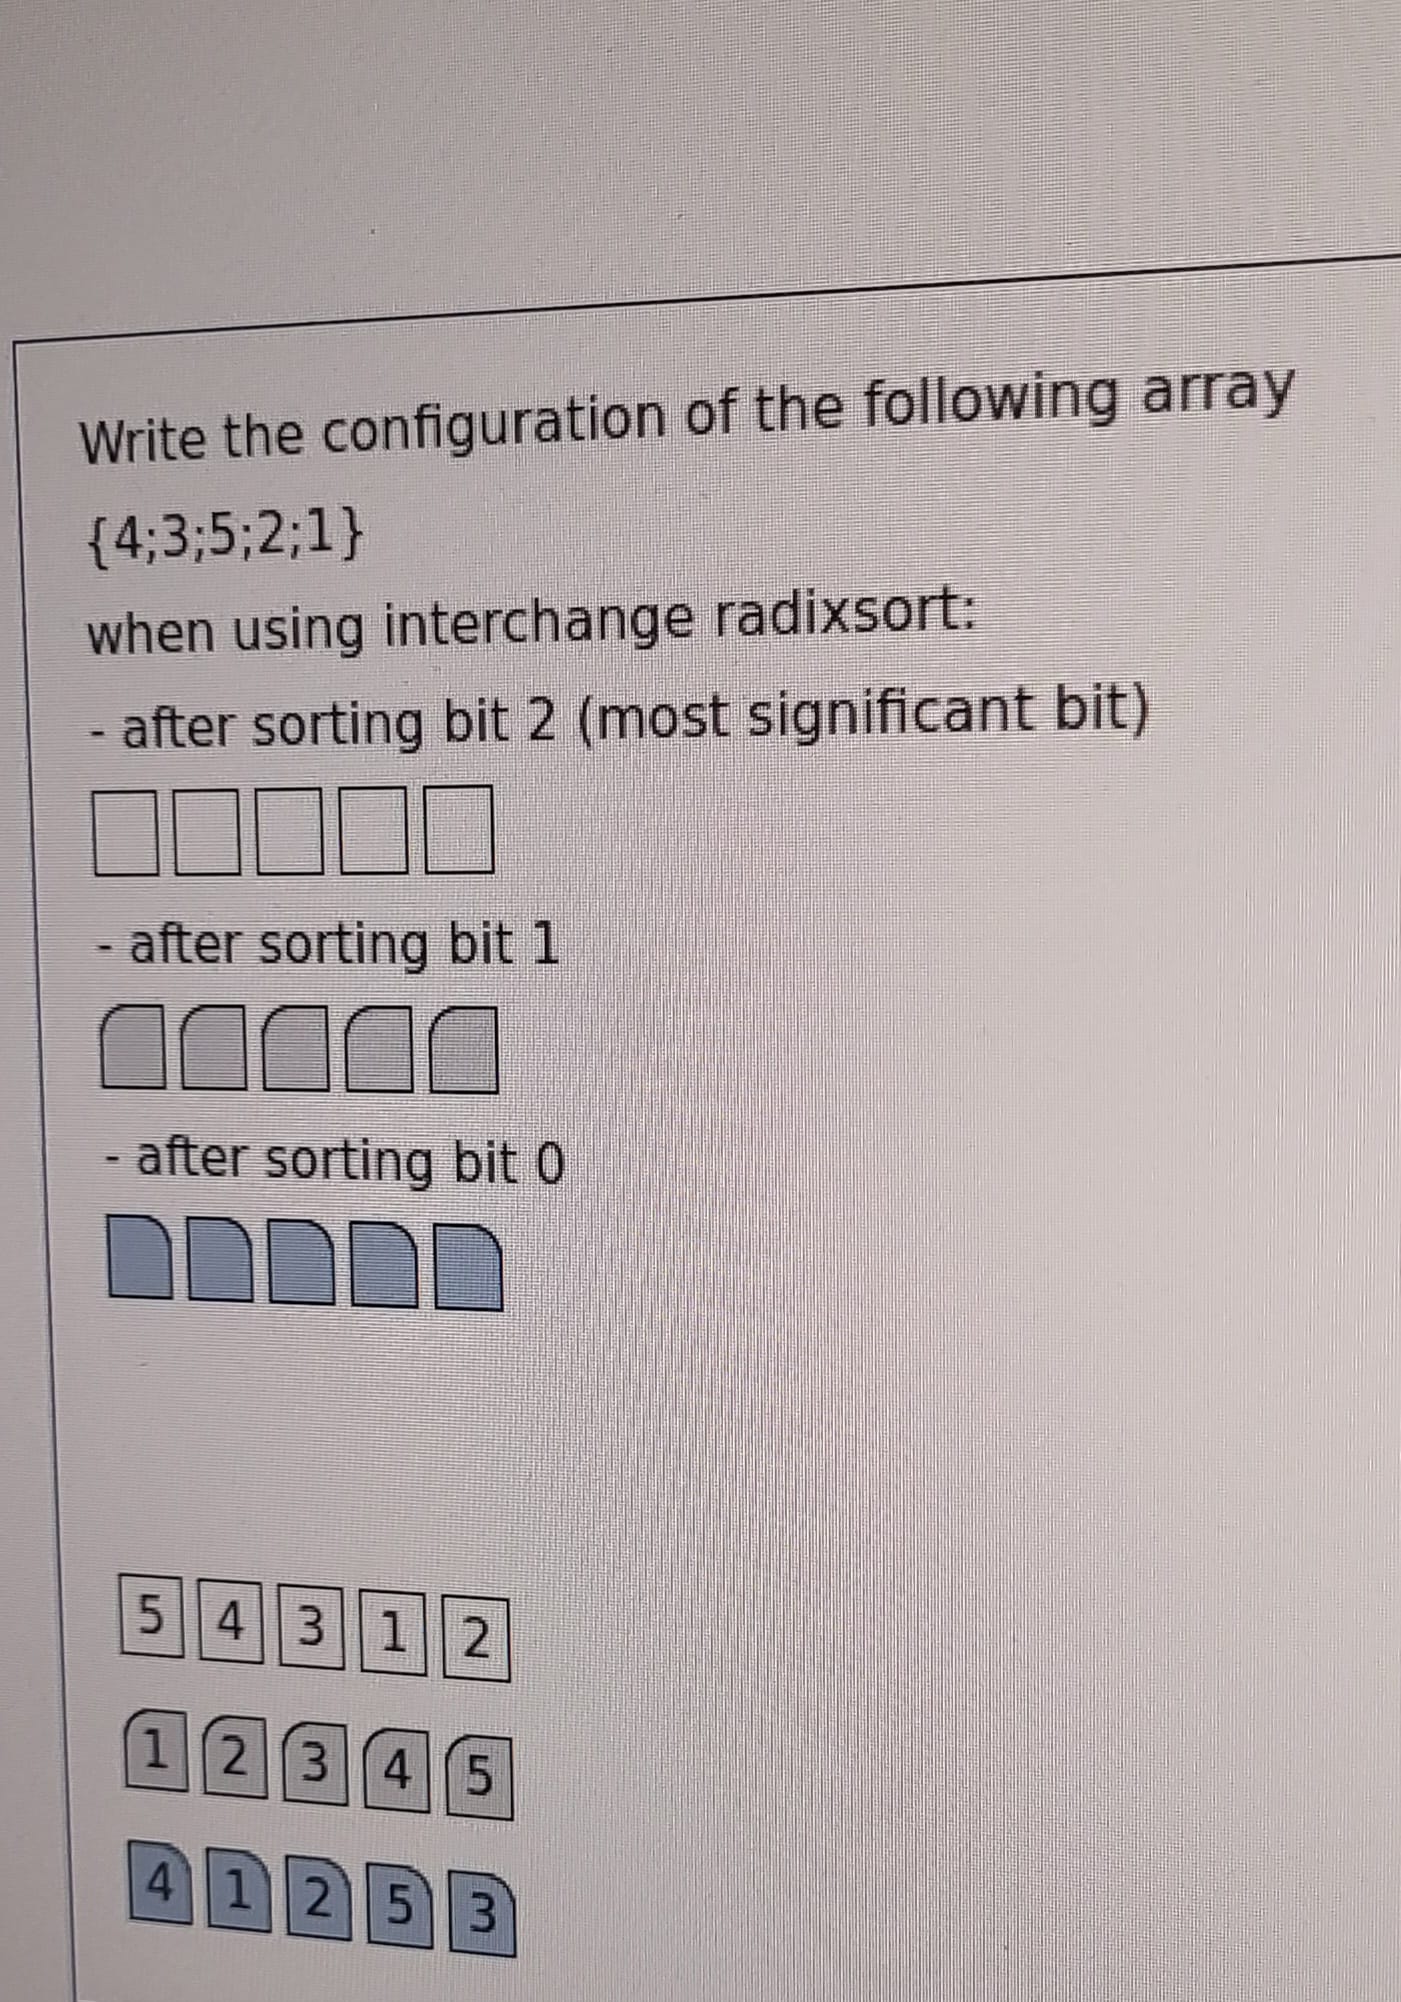 Write the configuration of the following array
{4;3;5;2;1}
when using interchange radixsort:
- after sorting bit 2 (most significant bit)
- after sorting bit 1
- after sorting bit 0
5 4 3 1 2
1 2 3 4 5
4 1 2 5 3